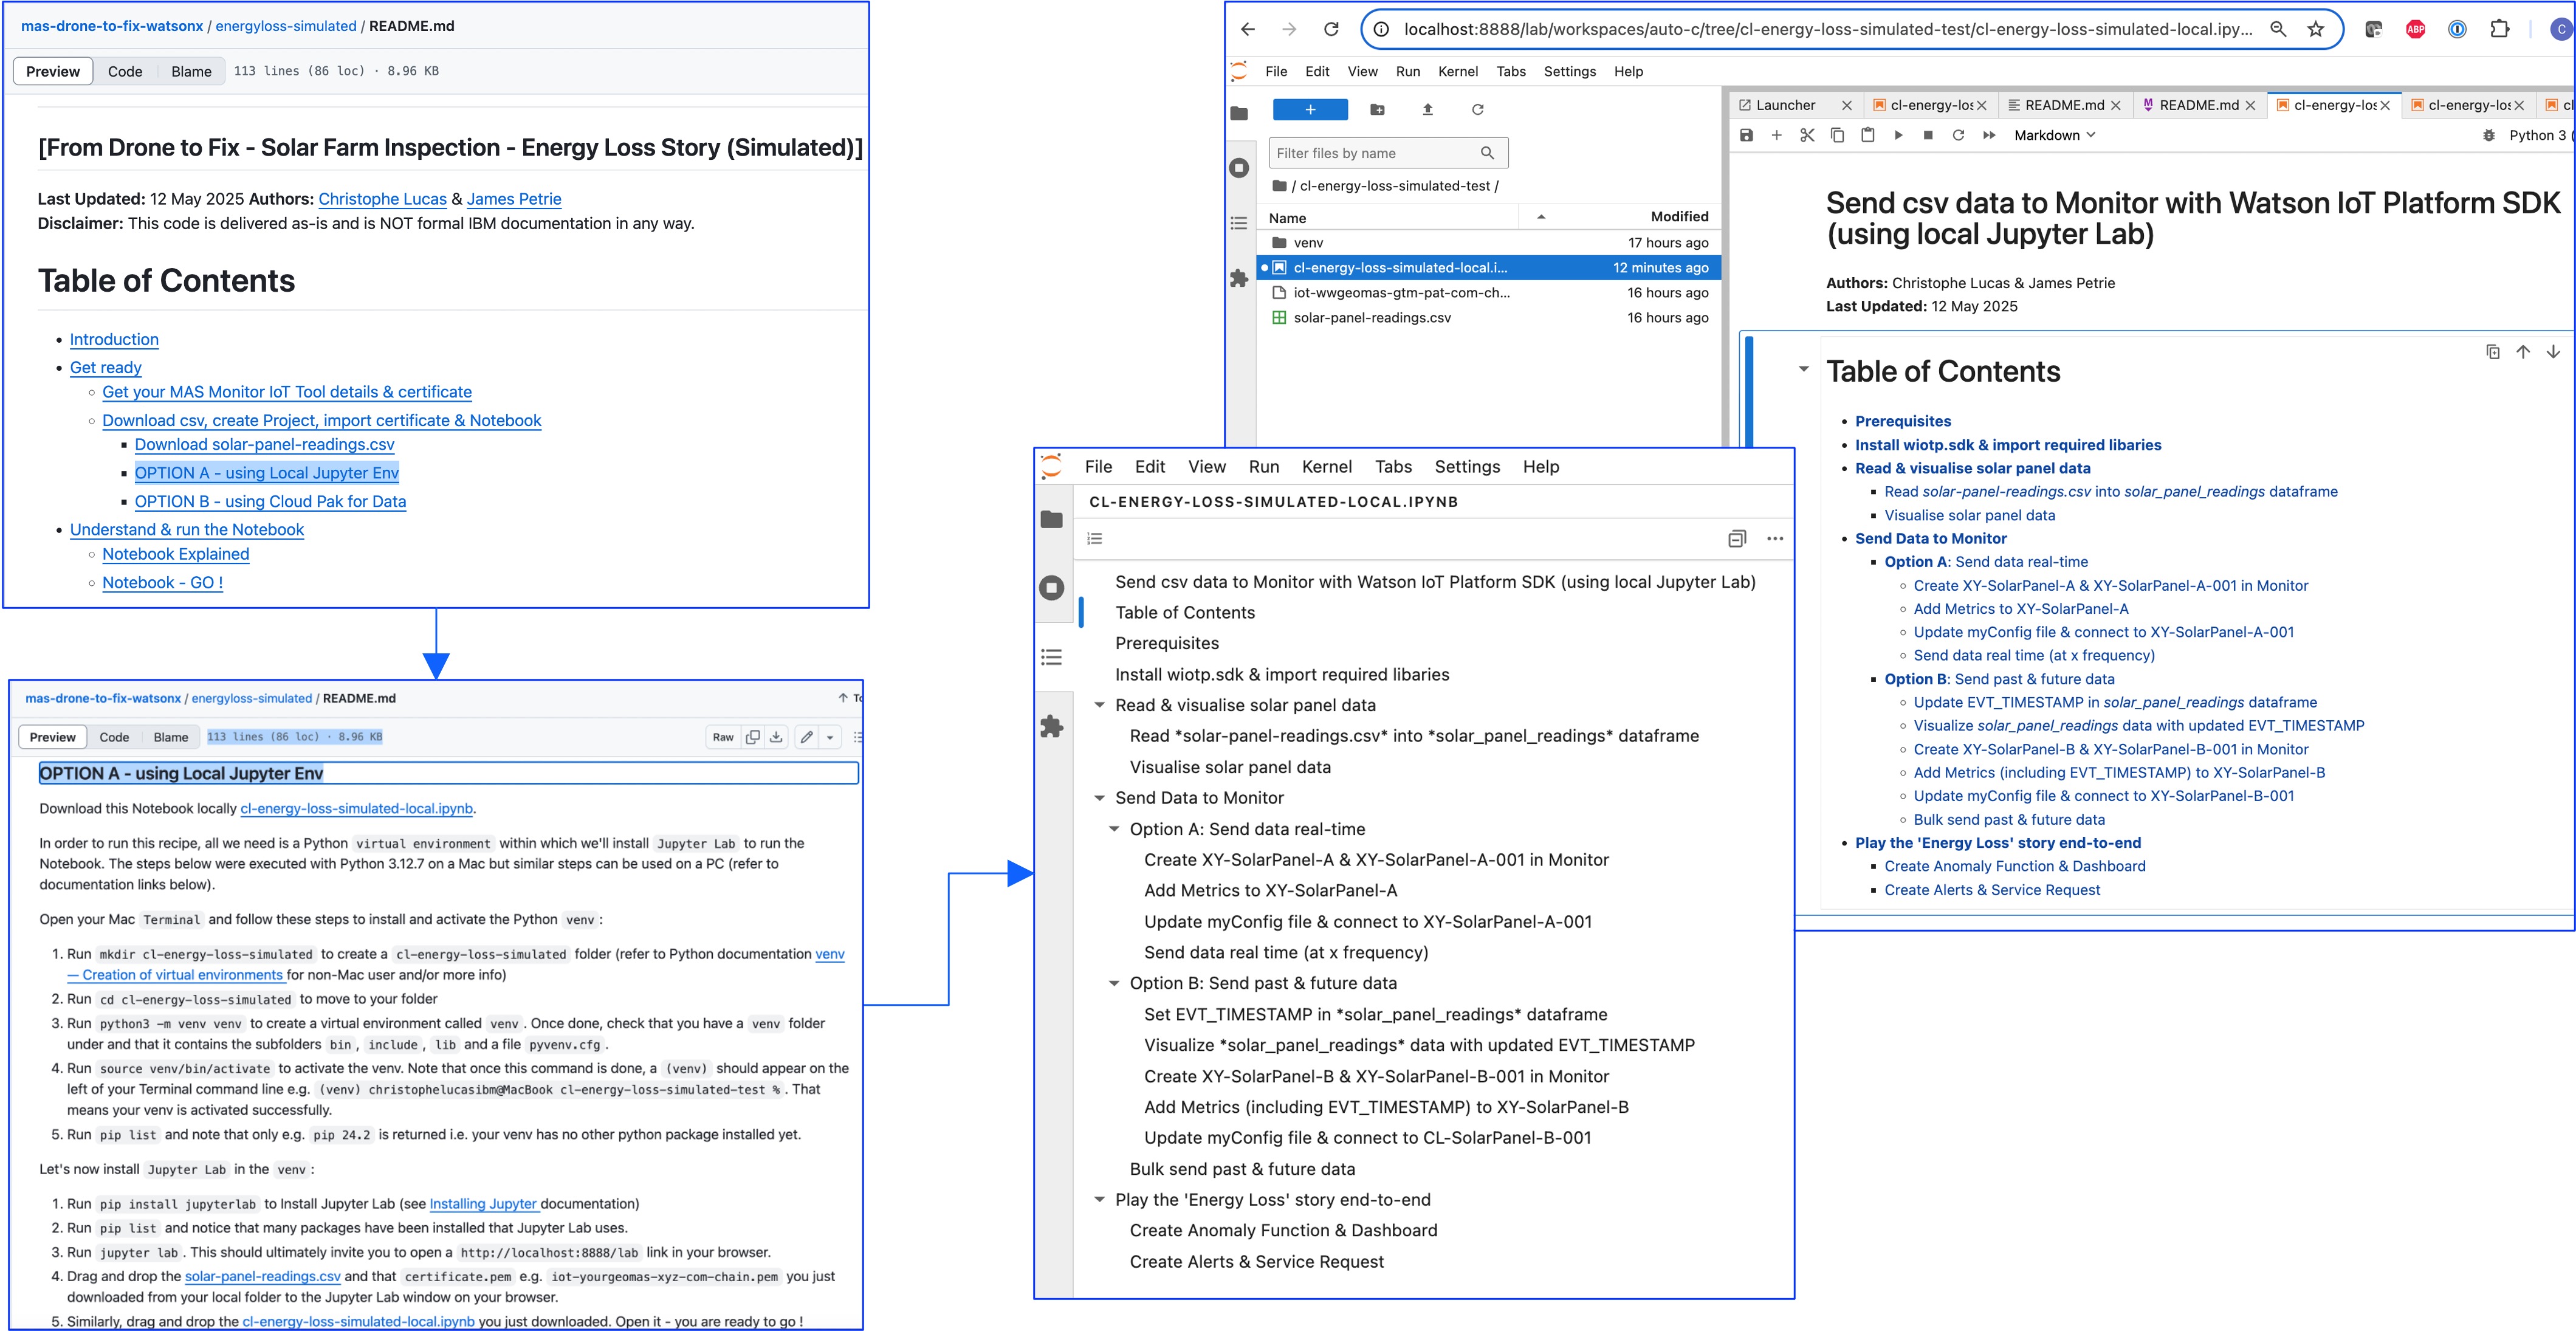 mas-drone-to-fix-watsonx / energyloss-simulated / README.md
Preview Code Blame 113 lines (86 loc) · 8.96 KB
[From Drone to Fix - Solar Farm Inspection - Energy Loss Story (Simulated)]
Last Updated: 12 May 2025 Authors: Christophe Lucas & James Petrie
Disclaimer: This code is delivered as-is and is NOT formal IBM documentation in any way.
Table of Contents
Introduction
Get ready
Get your MAS Monitor IoT Tool details & certificate
Download csv, create Project, import certificate & Notebook
Download solar-panel-readings.csv
OPTION A - using Local Jupyter Env
OPTION B - using Cloud Pak for Data
Understand & run the Notebook
Notebook Explained
Notebook - GO !
mas-drone-to-fix-watsonx / energyloss-simulated / README.md
Preview Code Blame 113 lines (86 loc) · 8.96 KB Raw
OPTION A - using Local Jupyter Env
Download this Notebook locally cl-energy-loss-simulated-local.ipynb.
In order to run this recipe, all we need is a Python virtual environment within which we'll install Jupyter Lab to run the
Notebook. The steps below were executed with Python 3.12.7 on a Mac but similar steps can be used on a PC (refer to
documentation links below).
Open your Mac Terminal and follow these steps to install and activate the Python venv :
1. Run mkdir cl-energy-loss-simulated to create a cl-energy-loss-simulated folder (refer to Python documentation venv
— Creation of virtual environments for non-Mac user and/or more info)
2. Run cd cl-energy-loss-simulated to move to your folder
3. Run python3 -m venv venv to create a virtual environment called venv . Once done, check that you have a venv folder
under and that it contains the subfolders bin , include , lib and a file pyvenv.cfg .
4. Run source venv/bin/activate to activate the venv. Note that once this command is done, a (venv) should appear on the
left of your Terminal command line e.g. (venv) christophelucasibm@MacBook cl-energy-loss-simulated-test % . That
means your venv is activated successfully.
5. Run pip list and note that only e.g. pip 24.2 is returned i.e. your venv has no other python package installed yet.
Let's now install Jupyter Lab in the venv :
1. Run pip install jupyterlab to Install Jupyter Lab (see Installing Jupyter documentation)
2. Run pip list and notice that many packages have been installed that Jupyter Lab uses.
3. Run jupyter lab . This should ultimately invite you to open a http://localhost:8888/lab link in your browser.
4. Drag and drop the solar-panel-readings.csv and that certificate.pem e.g. iot-yourgeomas-xyz-com-chain.pem you just
downloaded from your local folder to the Jupyter Lab window on your browser.
5. Similarly, drag and drop the cl-energy-loss-simulated-local.ipynb you just downloaded. Open it - you are ready to go !
localhost:8888/lab/workspaces/auto-c/tree/cl-energy-loss-simulated-test/cl-energy-loss-simulated-local.ipy...
ABP
C
File Edit View Run Kernel Tabs Settings Help
Filter files by name
/ cl-energy-loss-simulated-test /
Name Modified
venv 17 hours ago
cl-energy-loss-simulated-local.i... 12 minutes ago
iot-wwgeomas-gtm-pat-com-ch... 16 hours ago
solar-panel-readings.csv 16 hours ago
Launcher cl-energy-los README.md README.md cl-energy-los cl-energy-los cl
Markdown Python 3 (
Send csv data to Monitor with Watson IoT Platform SDK
(using local Jupyter Lab)
Authors: Christophe Lucas & James Petrie
Last Updated: 12 May 2025
Table of Contents
Prerequisites
Install wiotp.sdk & import required libaries
Read & visualise solar panel data
Read solar-panel-readings.csv into solar_panel_readings dataframe
Visualise solar panel data
Send Data to Monitor
Option A: Send data real-time
Create XY-SolarPanel-A & XY-SolarPanel-A-001 in Monitor
Add Metrics to XY-SolarPanel-A
Update myConfig file & connect to XY-SolarPanel-A-001
Send data real time (at x frequency)
Option B: Send past & future data
Update EVT_TIMESTAMP in solar_panel_readings dataframe
Visualize solar_panel_readings data with updated EVT_TIMESTAMP
Create XY-SolarPanel-B & XY-SolarPanel-B-001 in Monitor
Add Metrics (including EVT_TIMESTAMP) to XY-SolarPanel-B
Update myConfig file & connect to XY-SolarPanel-B-001
Bulk send past & future data
Play the 'Energy Loss' story end-to-end
Create Anomaly Function & Dashboard
Create Alerts & Service Request
File Edit View Run Kernel Tabs Settings Help
CL-ENERGY-LOSS-SIMULATED-LOCAL.IPYNB
Send csv data to Monitor with Watson IoT Platform SDK (using local Jupyter Lab)
Table of Contents
Prerequisites
Install wiotp.sdk & import required libaries
Read & visualise solar panel data
Read *solar-panel-readings.csv* into *solar_panel_readings* dataframe
Visualise solar panel data
Send Data to Monitor
Option A: Send data real-time
Create XY-SolarPanel-A & XY-SolarPanel-A-001 in Monitor
Add Metrics to XY-SolarPanel-A
Update myConfig file & connect to XY-SolarPanel-A-001
Send data real time (at x frequency)
Option B: Send past & future data
Set EVT_TIMESTAMP in *solar_panel_readings* dataframe
Visualize *solar_panel_readings* data with updated EVT_TIMESTAMP
Create XY-SolarPanel-B & XY-SolarPanel-B-001 in Monitor
Add Metrics (including EVT_TIMESTAMP) to XY-SolarPanel-B
Update myConfig file & connect to CL-SolarPanel-B-001
Bulk send past & future data
Play the 'Energy Loss' story end-to-end
Create Anomaly Function & Dashboard
Create Alerts & Service Request